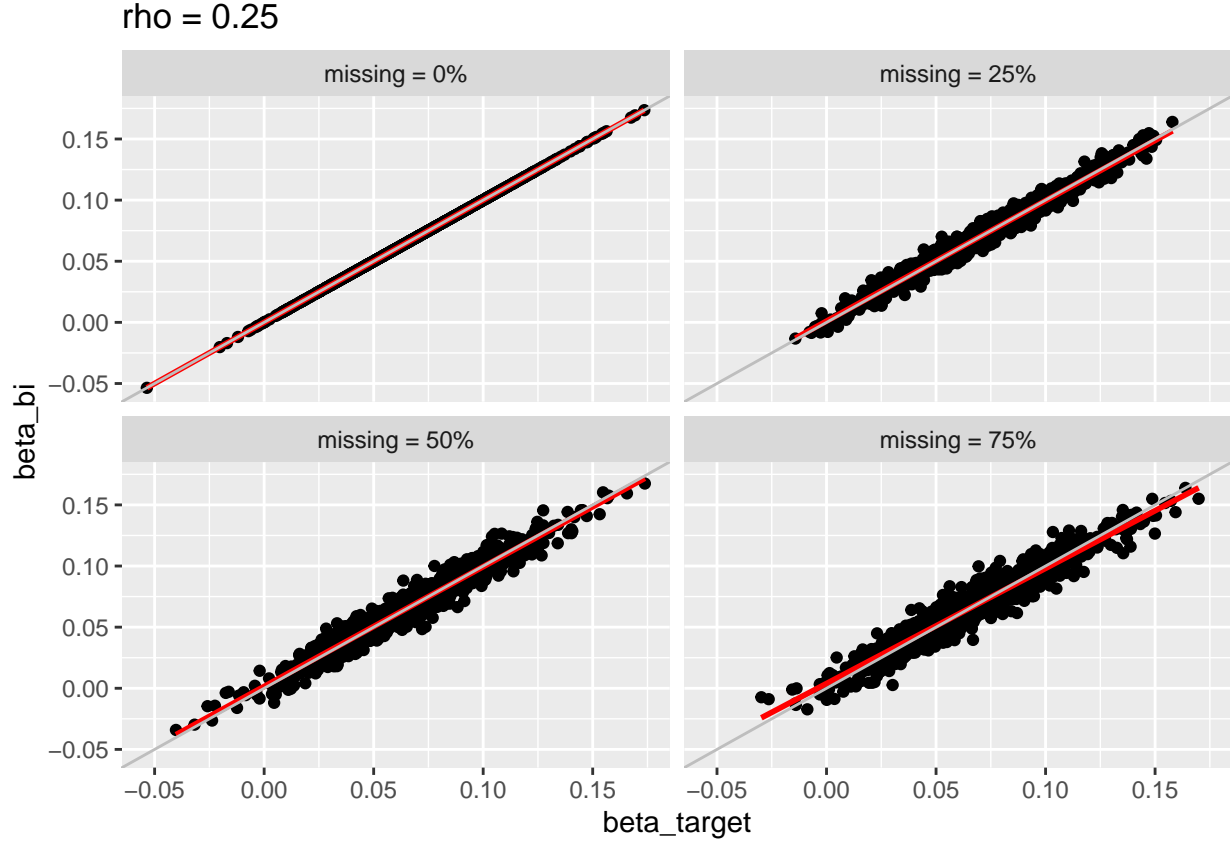 rho = 0.25
missing = 0%
missing = 25%
0.15
0.10
0.05
0.00
−0.05
missing = 50%
missing = 75%
0.15
0.10
0.05
0.00
−0.05
−0.05 0.00 0.05 0.10 0.15
−0.05 0.00 0.05 0.10 0.15
beta_target
beta_bi